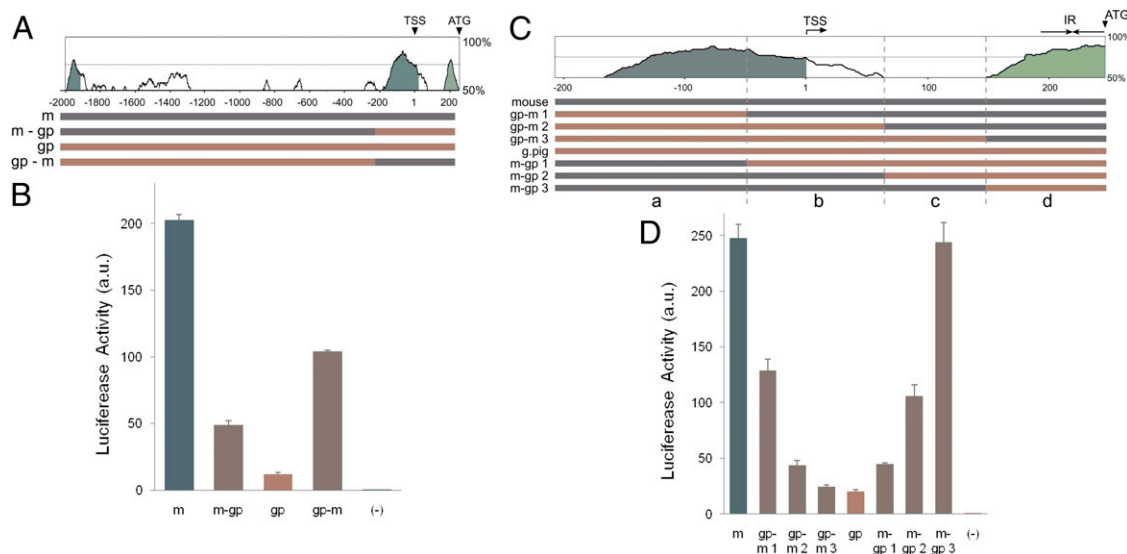 A
TSS
ATG
100%
50%
-2000 -1800 -1600 -1400 -1200 -1000 -800 -600 -400 -200 1 200
m
m - gp
gp
gp - m
B
Luciferease Activity (a.u.)
200
150
100
50
0
m m-gp gp gp-m (-)
C
TSS
IR
ATG
100%
50%
-200 -100 1 100 200
mouse
gp-m 1
gp-m 2
gp-m 3
g.pig
m-gp 1
m-gp 2
m-gp 3
a b c d
D
Luciferease Activity (a.u.)
250
200
150
100
50
0
m gp-m 1 gp-m 2 gp-m 3 gp m-gp 1 m-gp 2 m-gp 3 (-)